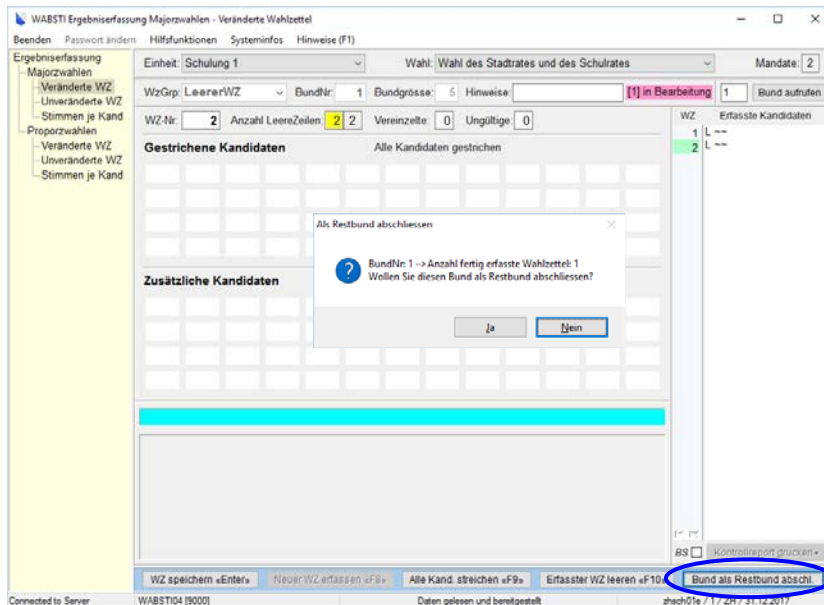 WABSTI Ergebniserfassung Majorzwahlen - Veränderte Wahlzettel
Beenden Passwort ändern Hilfsfunktionen Systeminfos Hinweise (F1)
Ergebniserfassung
Majorzwahlen
Veränderte WZ
Unveränderte WZ
Stimmen je Kand
Proporzwahlen
Veränderte WZ
Unveränderte WZ
Stimmen je Kand
Einheit: Schulung 1 Wahl: Wahl des Stadtrates und des Schulrates Mandate: 2
WzGrp: LeererWZ BundNr: 1 Bundgrösse: 5 Hinweise: [1] in Bearbeitung 1 Bund aufrufen
WZ-Nr: 2 Anzahl LeereZeilen: 2 2 Vereinzelte: 0 Ungültige: 0
WZ Erfasste Kandidaten
1 L ~~
2 L ~~
Gestrichene Kandidaten Alle Kandidaten gestrichen
Als Restbund abschliessen
BundNr: 1 -> Anzahl fertig erfasste Wahlzettel: 1
Wollen Sie diesen Bund als Restbund abschliessen?
Ja Nein
Zusätzliche Kandidaten
BS Kontrollreport drucken
WZ speichern «Enter» Neuer WZ erfassen «F8» Alle Kand. streichen «F9» Erfasster WZ leeren «F10» Bund als Restbund abschl.
Connected to Server WABSTI04 [9000] Daten gelesen und bereitgestellt zhsch01e / 1 / ZH / 31.12.2017